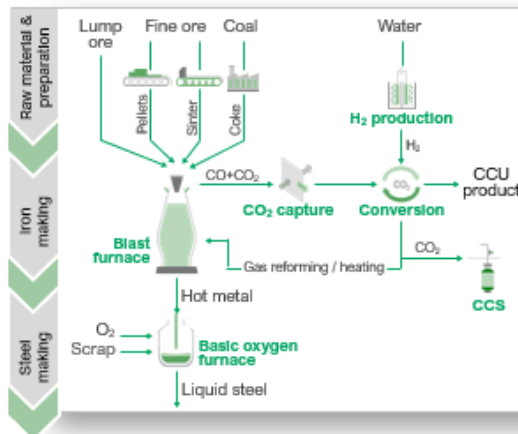 Raw material &
preparation
Iron
making
Steel
making
Lump
ore
Fine ore
Coal
Water
Pellets
Sinter
Coke
H₂ production
H₂
CO+CO₂
CO₂ capture
CO₂
Conversion
CCU
product
Blast
furnace
Gas reforming / heating
CO₂
CCS
Hot metal
O₂
Scrap
Basic oxygen
furnace
Liquid steel